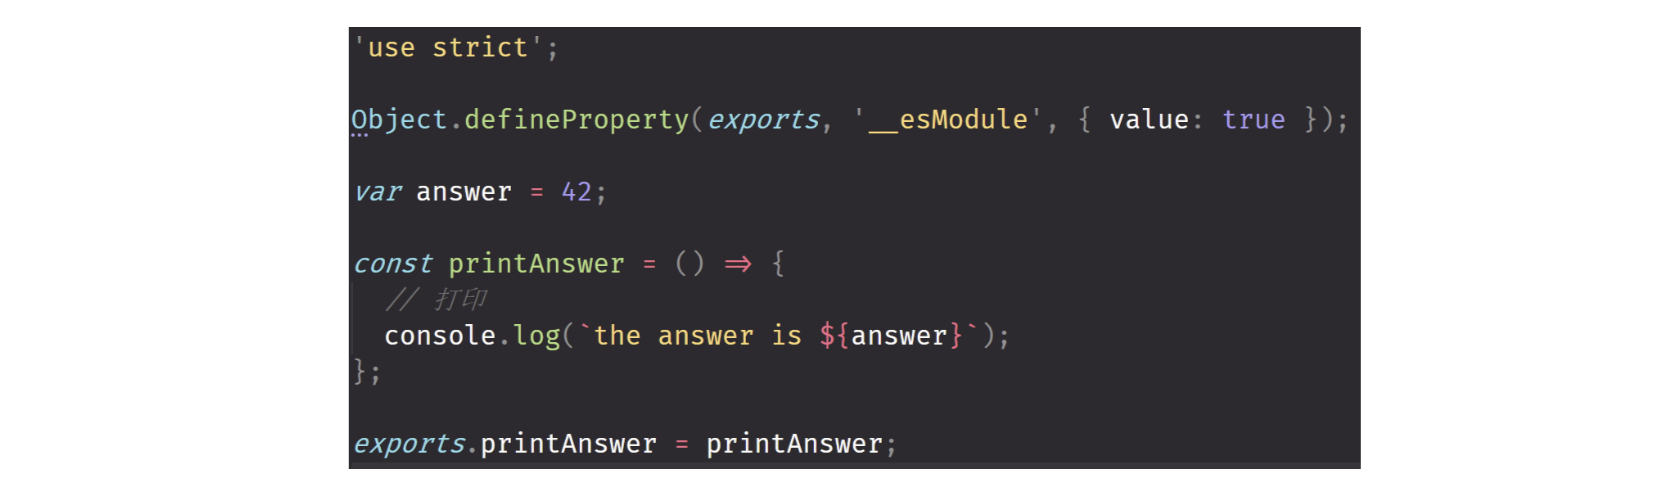 'use strict';
Object.defineProperty(exports, '__esModule', { value: true });
var answer = 42;
const printAnswer = () => {
// 打印
console.log(`the answer is ${answer}`);
};
exports.printAnswer = printAnswer;